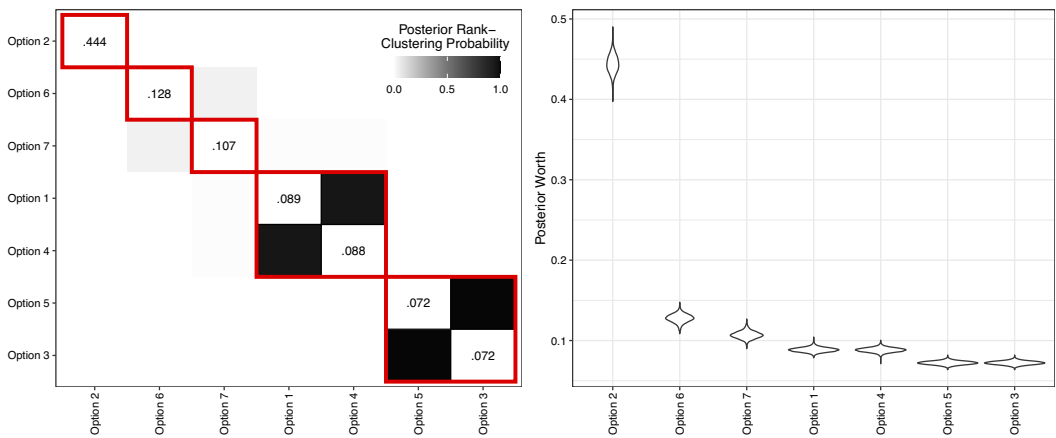 Option 2
Option 6
Option 7
Option 1
Option 4
Option 5
Option 3
.444
.128
.107
.089
.088
.072
.072
Posterior Rank−
Clustering Probability
0.0 0.5 1.0
Option 2
Option 6
Option 7
Option 1
Option 4
Option 5
Option 3
Posterior Worth
0.5
0.4
0.3
0.2
0.1
Option 2
Option 6
Option 7
Option 1
Option 4
Option 5
Option 3